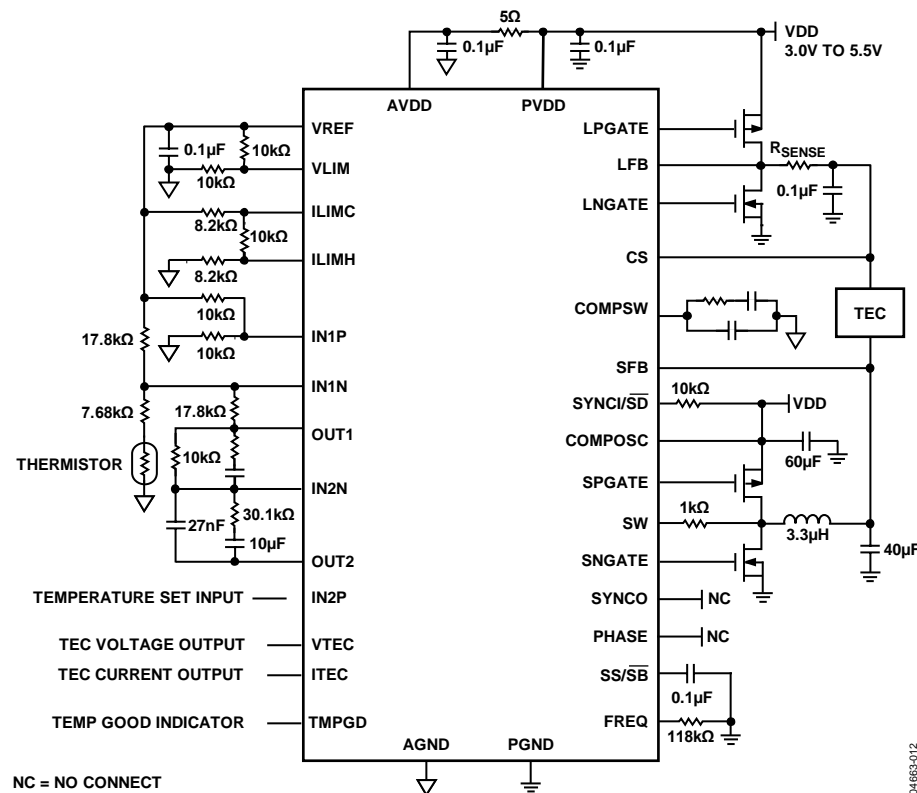 5Ω
VDD
3.0V TO 5.5V
0.1µF
0.1µF
AVDD
PVDD
VREF
0.1µF
10kΩ
VLIM
10kΩ
ILIMC
8.2kΩ
10kΩ
ILIMH
8.2kΩ
10kΩ
IN1P
10kΩ
17.8kΩ
IN1N
7.68kΩ
17.8kΩ
OUT1
THERMISTOR
10kΩ
IN2N
30.1kΩ
27nF
10µF
OUT2
TEMPERATURE SET INPUT
IN2P
TEC VOLTAGE OUTPUT
VTEC
TEC CURRENT OUTPUT
ITEC
TEMP GOOD INDICATOR
TMPGD
AGND
PGND
LPGATE
LFB
RSENSE
0.1µF
LNGATE
CS
COMPSW
TEC
SFB
SYNCI/SD
10kΩ
VDD
COMPOSC
60µF
SPGATE
SW
1kΩ
3.3µH
40µF
SNGATE
SYNCO
NC
PHASE
NC
SS/SB
0.1µF
FREQ
118kΩ
NC = NO CONNECT
04663-012